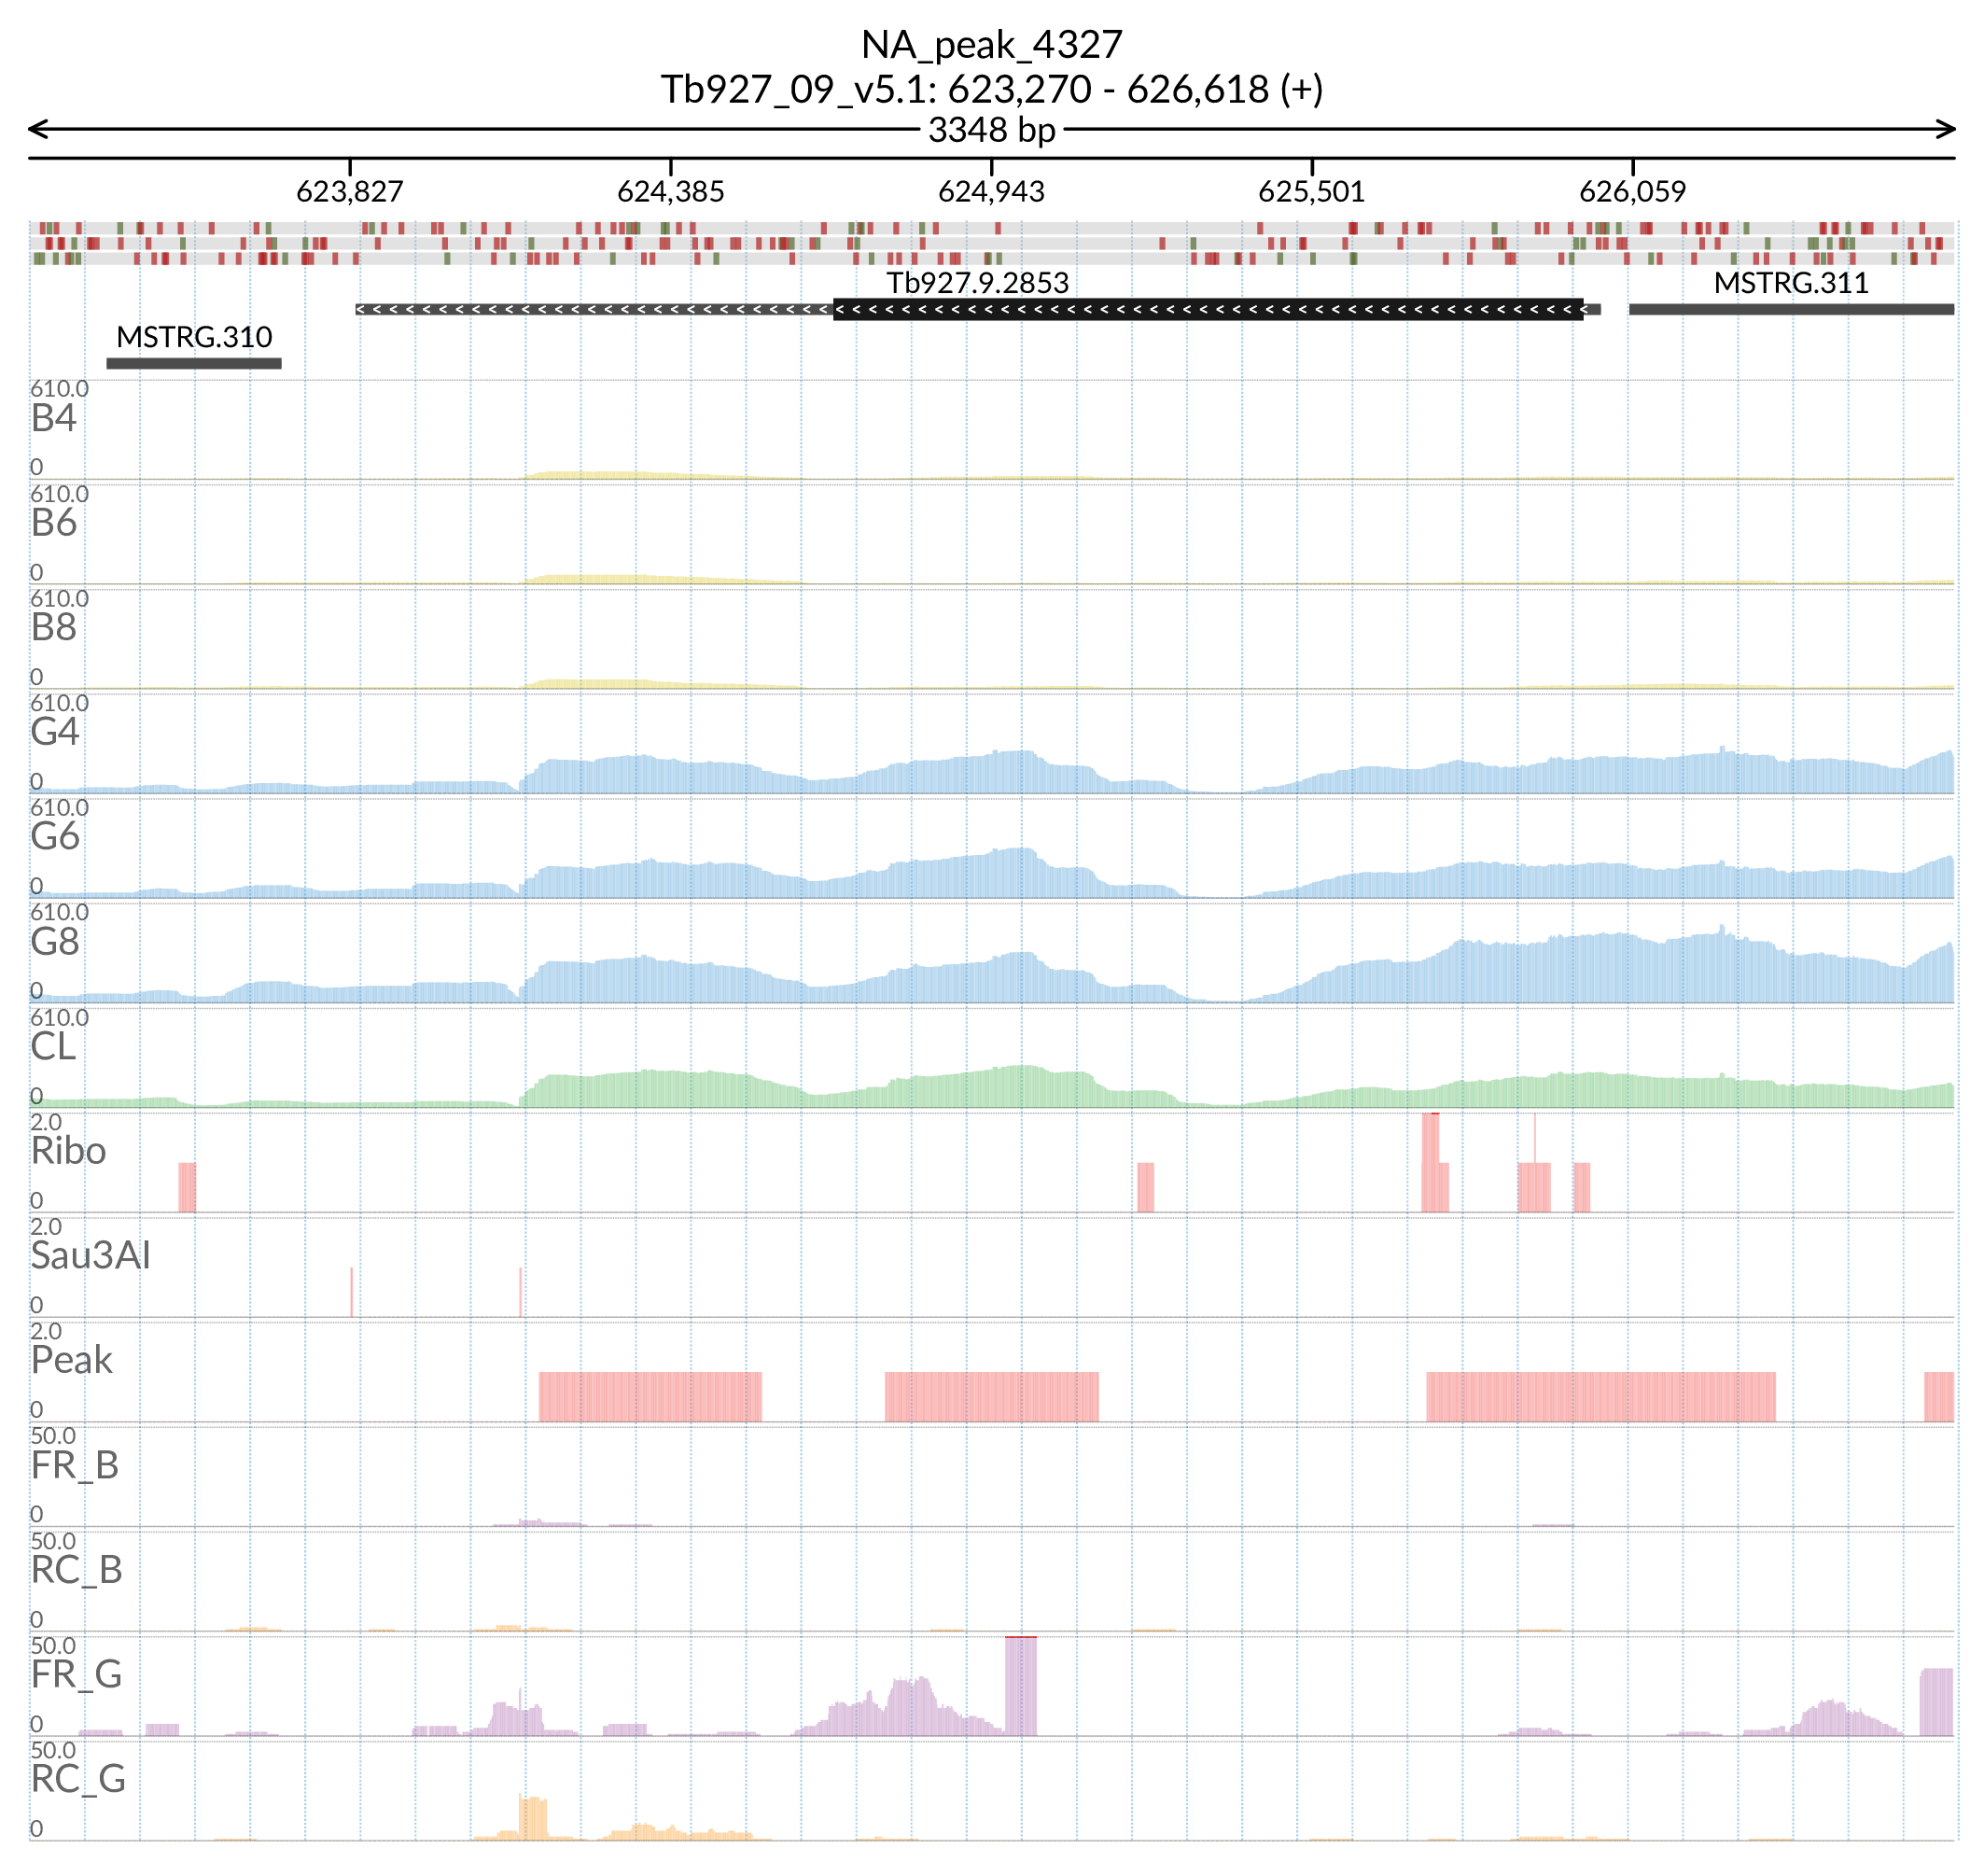 NA_peak_4327
Tb927_09_v5.1: 623,270 - 626,618 (+)
3348 bp
623,827 624,385 624,943 625,501 626,059
Tb927.9.2853 MSTRG.311
MSTRG.310
610.0
B4
0
610.0
B6
0
610.0
B8
0
610.0
G4
0
610.0
G6
0
610.0
G8
0
610.0
CL
0
2.0
Ribo
0
2.0
Sau3AI
0
2.0
Peak
0
50.0
FR_B
0
50.0
RC_B
0
50.0
FR_G
0
50.0
RC_G
0